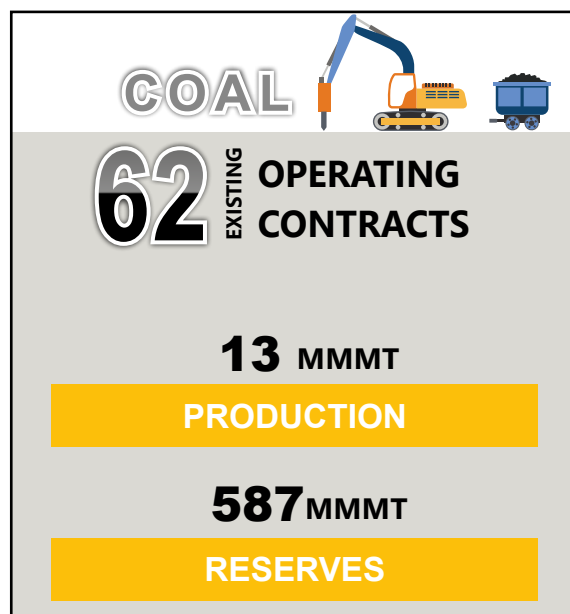 COAL
62 EXISTING OPERATING
CONTRACTS
13 MMMT
PRODUCTION
587MMMT
RESERVES